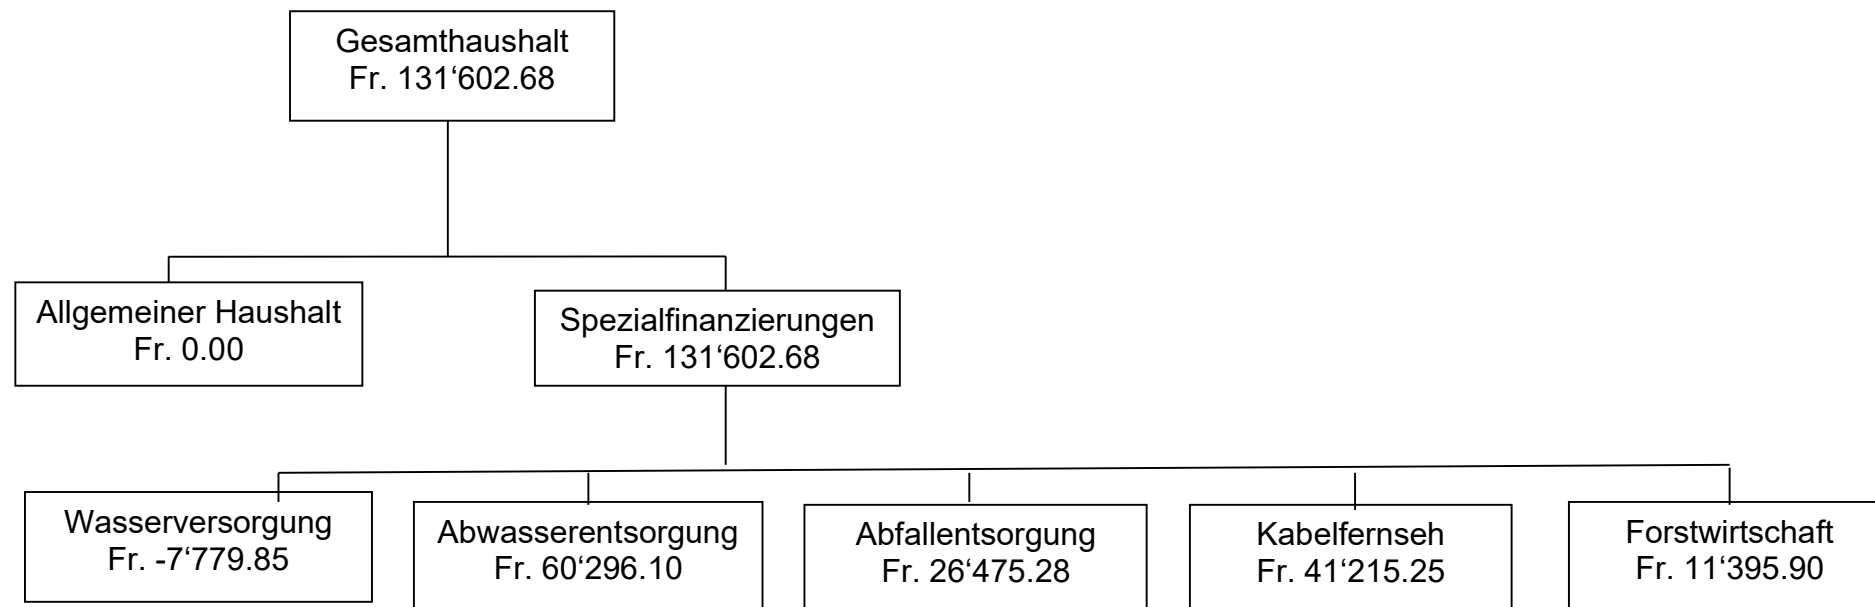 Gesamthaushalt
Fr. 131‘602.68
Allgemeiner Haushalt
Fr. 0.00
Spezialfinanzierungen
Fr. 131‘602.68
Wasserversorgung
Fr. -7‘779.85
Abwasserentsorgung
Fr. 60‘296.10
Abfallentsorgung
Fr. 26‘475.28
Kabelfernseh
Fr. 41‘215.25
Forstwirtschaft
Fr. 11‘395.90